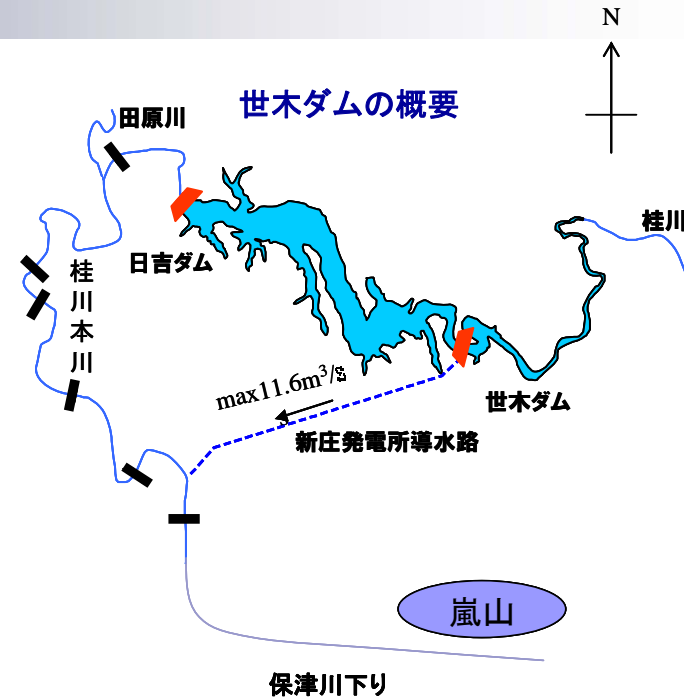 N
世木ダムの概要
田原川
桂川
日吉ダム
桂川本川
max11.6m³/s
世木ダム
新庄発電所導水路
嵐山
保津川下り